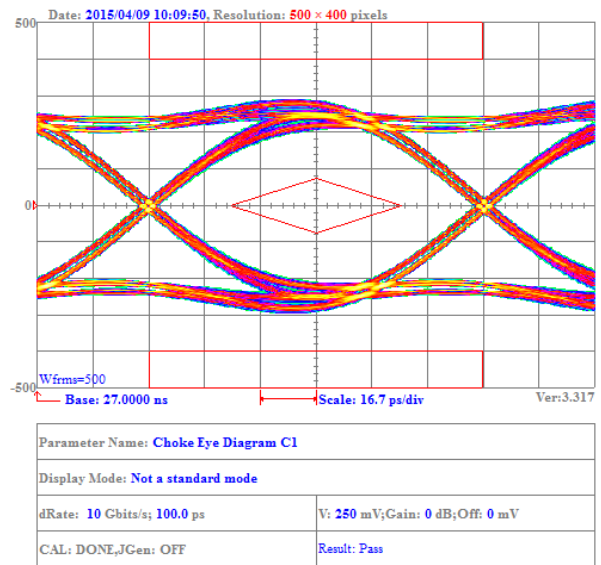 Date: 2015/04/09 10:09:50, Resolution: 500 × 400 pixels
500
0
-500
Wfrms=500
Base: 27.0000 ns
Scale: 16.7 ps/div
Ver:3.317
Parameter Name: Choke Eye Diagram C1
Display Mode: Not a standard mode
dRate: 10 Gbits/s; 100.0 ps
V: 250 mV;Gain: 0 dB;Off: 0 mV
CAL: DONE,JGen: OFF
Result: Pass